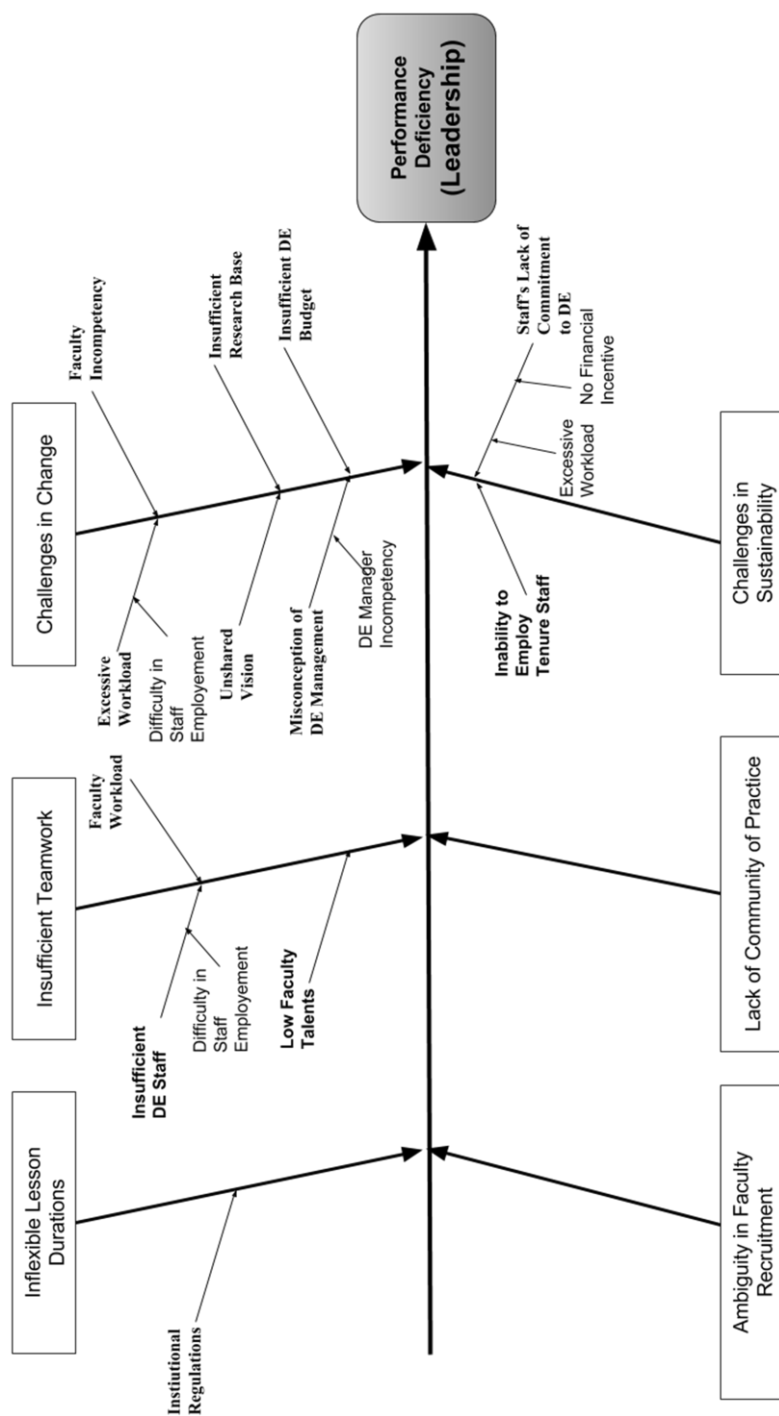 Inflexible Lesson
Durations
Insufficient Teamwork
Challenges in Change
Instiutional
Regulations
Insufficient
DE Staff
Difficulty in
Staff
Employement
Low Faculty
Talents
Faculty
Workload
Excessive
Workload
Difficulty in
Staff
Employement
Unshared
Vision
Misconception of
DE Management
DE Manager
Incompetency
Faculty
Incompetency
Insufficient
Research Base
Insufficient DE
Budget
Performance
Deficiency
(Leadership)
Inability to
Employ
Tenure Staff
Excessive
Workload
No Financial
Incentive
Staff's Lack of
Commitment
to DE
Ambiguity in Faculty
Recruitment
Lack of Community of Practice
Challenges in
Sustainability